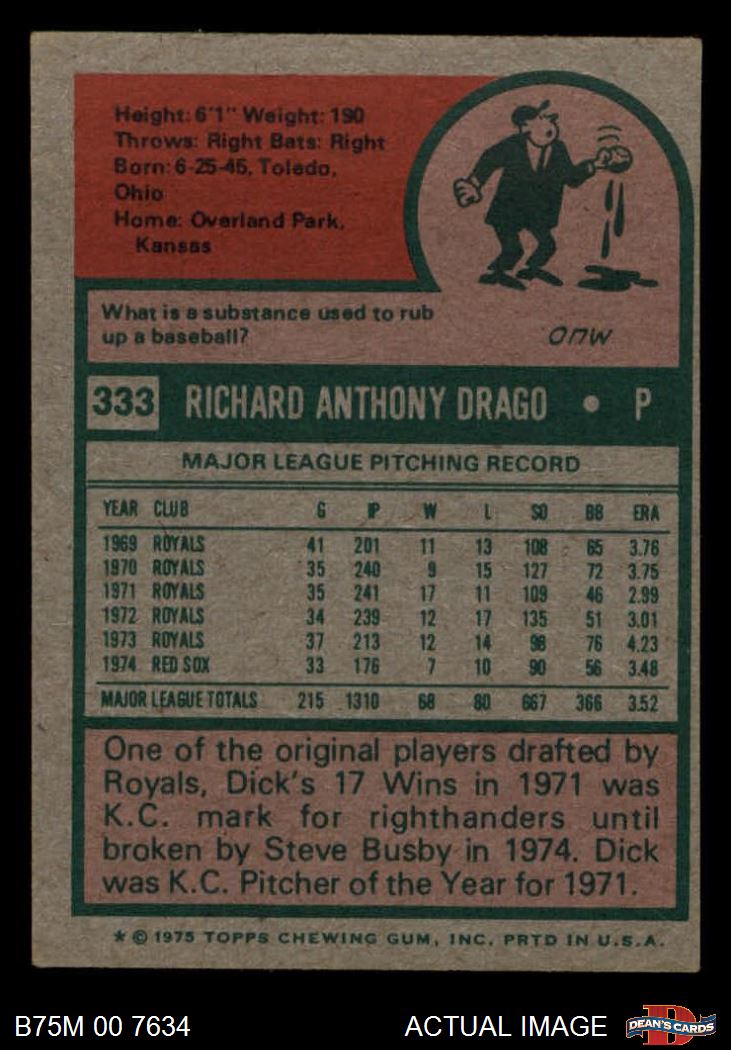 Height: 6'1" Weight: 190
Throws: Right Bats: Right
Born: 6-25-45, Toledo,
Ohio
Home: Overland Park,
Kansas
What is a substance used to rub
up a baseball?
MUD
333 RICHARD ANTHONY DRAGO • P
MAJOR LEAGUE PITCHING RECORD
YEAR CLUB G IP W L SO BB ERA
1969 ROYALS 41 201 11 13 108 65 3.76
1970 ROYALS 35 240 9 15 127 72 3.75
1971 ROYALS 35 241 17 11 109 46 2.99
1972 ROYALS 34 239 12 17 135 51 3.01
1973 ROYALS 37 213 12 14 98 76 4.23
1974 RED SOX 33 176 7 10 90 56 3.48
MAJOR LEAGUE TOTALS 215 1310 68 80 667 366 3.52
One of the original players drafted by
Royals, Dick's 17 Wins in 1971 was
K.C. mark for righthanders until
broken by Steve Busby in 1974. Dick
was K.C. Pitcher of the Year for 1971.
* © 1975 TOPPS CHEWING GUM, INC. PRTD IN U.S.A.
B75M 00 7634 ACTUAL IMAGE D DEAN'S CARDS